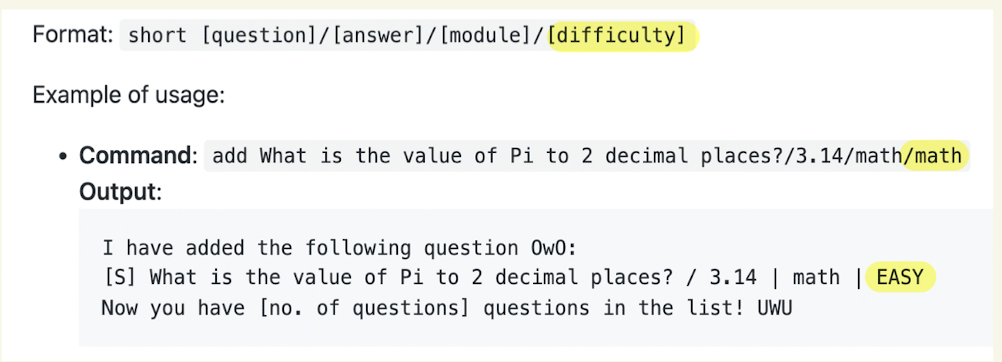 Format: short [question]/[answer]/[module]/[difficulty]
Example of usage:
• Command: add What is the value of Pi to 2 decimal places?/3.14/math/math
Output:
I have added the following question OwO:
[S] What is the value of Pi to 2 decimal places? / 3.14 | math | EASY
Now you have [no. of questions] questions in the list! UWU